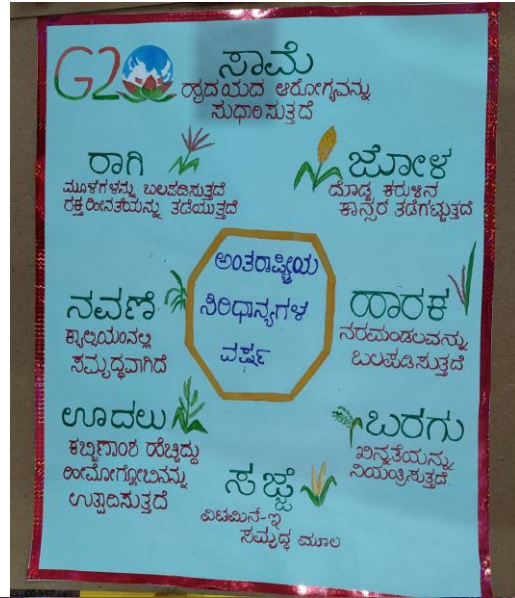 G20
ಸಾಮೆ
ಹೃದಯದ ಆರೋಗ್ಯವನ್ನು
ಸುಧಾರಿಸುತ್ತದೆ
ರಾಗಿ
ಮೂಳೆಗಳನ್ನು ಬಲಪಡಿಸುತ್ತದೆ
ರಕ್ತಹೀನತೆಯನ್ನು ತಡೆಯುತ್ತದೆ
ಜೋಳ
ದೊಡ್ಡ ಕರುಳಿನ
ಕಾನ್ಸರ್ ತಡೆಗಟ್ಟುತ್ತದೆ
ಅಂತರಾಷ್ಟ್ರೀಯ
ಸಿರಿಧಾನ್ಯಗಳ
ವರ್ಷ
ನವಣೆ
ಕ್ಯಾಲ್ಸಿಯಂನಲ್ಲಿ
ಸಮೃದ್ಧವಾಗಿದೆ
ಹಾರಕ
ನರಮಂಡಲವನ್ನು
ಬಲಪಡಿಸುತ್ತದೆ
ಊದಲು
ಕಬ್ಬಿಣಾಂಶ ಹೆಚ್ಚಿದ್ದು
ಹೀಮೋಗ್ಲೋಬಿನನ್ನು
ಉತ್ಪಾದಿಸುತ್ತದೆ
ಬರಗು
ಖಿನ್ನತೆಯನ್ನು
ನಿಯಂತ್ರಿಸುತ್ತದೆ
ಸಜ್ಜೆ
ವಿಟಮಿನ್-ಇ
ಸಮೃದ್ಧ ಮೂಲ